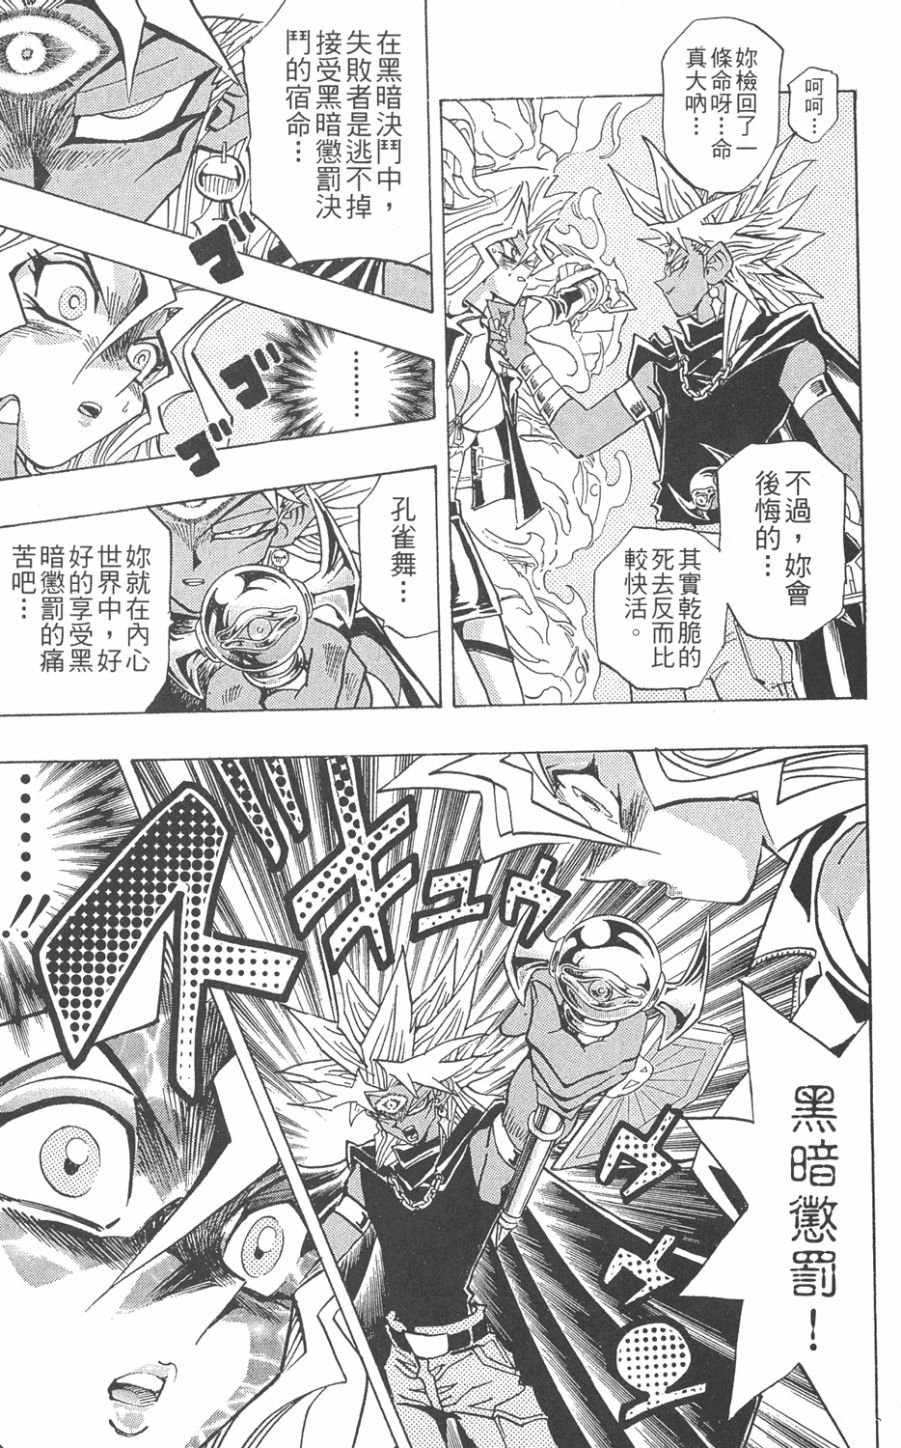 呵呵…
妳檢回了一
條命呀…命
真大吶…
不過，妳會
後悔的…
其實乾脆的
死去反而比
較快活。
在黑暗決鬥中，
失敗者是逃不掉
接受黑暗懲罰決
鬥的宿命…
ゴゴ
………
ゴゴゴ
孔雀舞…
妳就在內心
世界中，好
好的享受黑
暗懲罰的痛
苦吧…
黑暗懲罰！
ギュウ
……!!